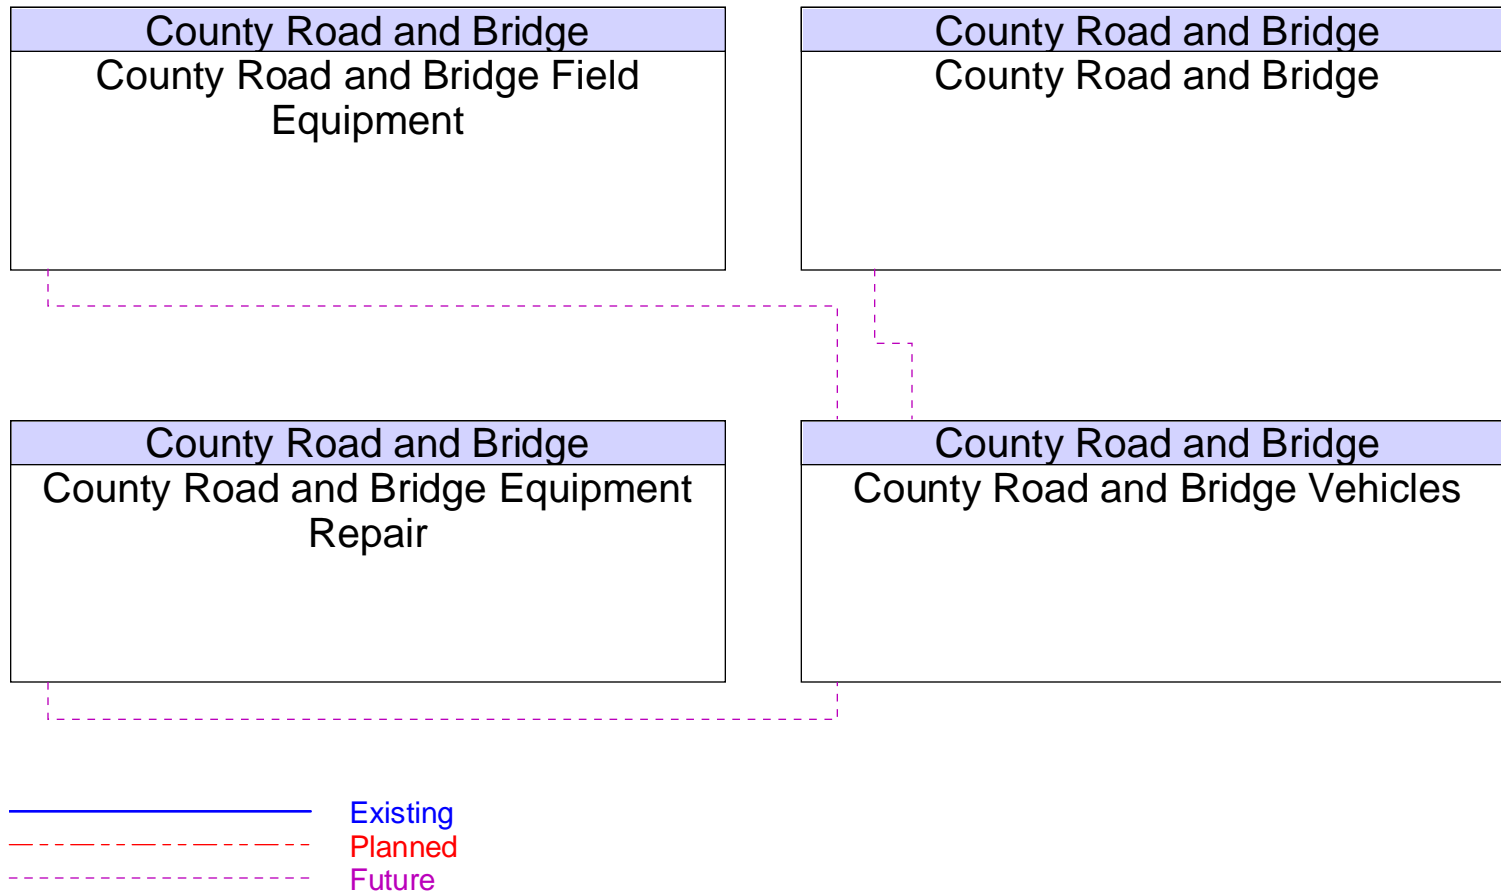 County Road and Bridge
County Road and Bridge Field
Equipment
County Road and Bridge
County Road and Bridge
County Road and Bridge
County Road and Bridge Equipment
Repair
County Road and Bridge
County Road and Bridge Vehicles
Existing
Planned
Future